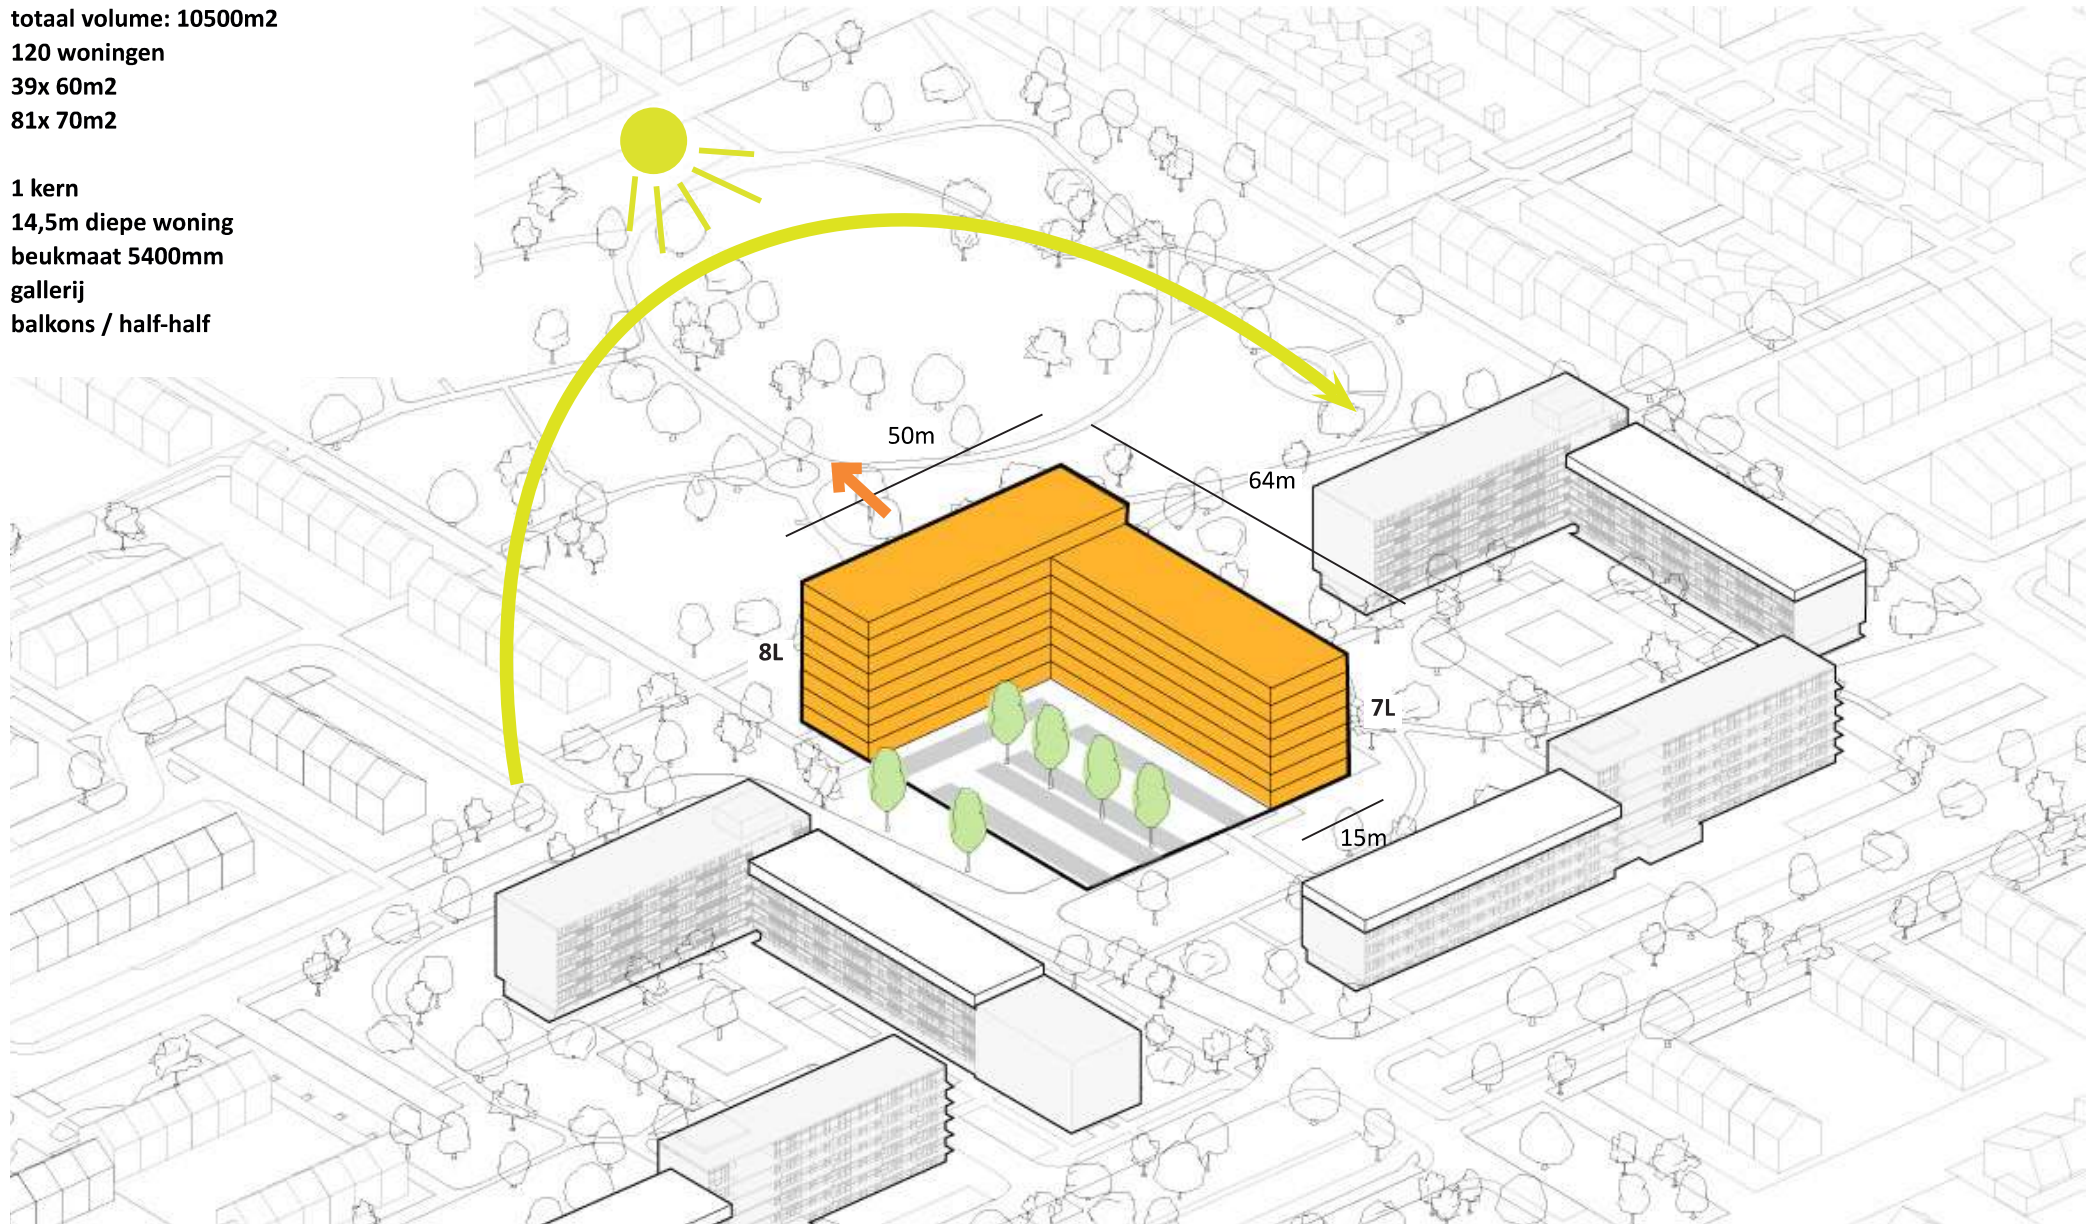 totaal volume: 10500m2
120 woningen
39x 60m2
81x 70m2
1 kern
14,5m diepe woning
beukmaat 5400mm
gallerij
balkons / half-half
50m
64m
8L
7L
15m